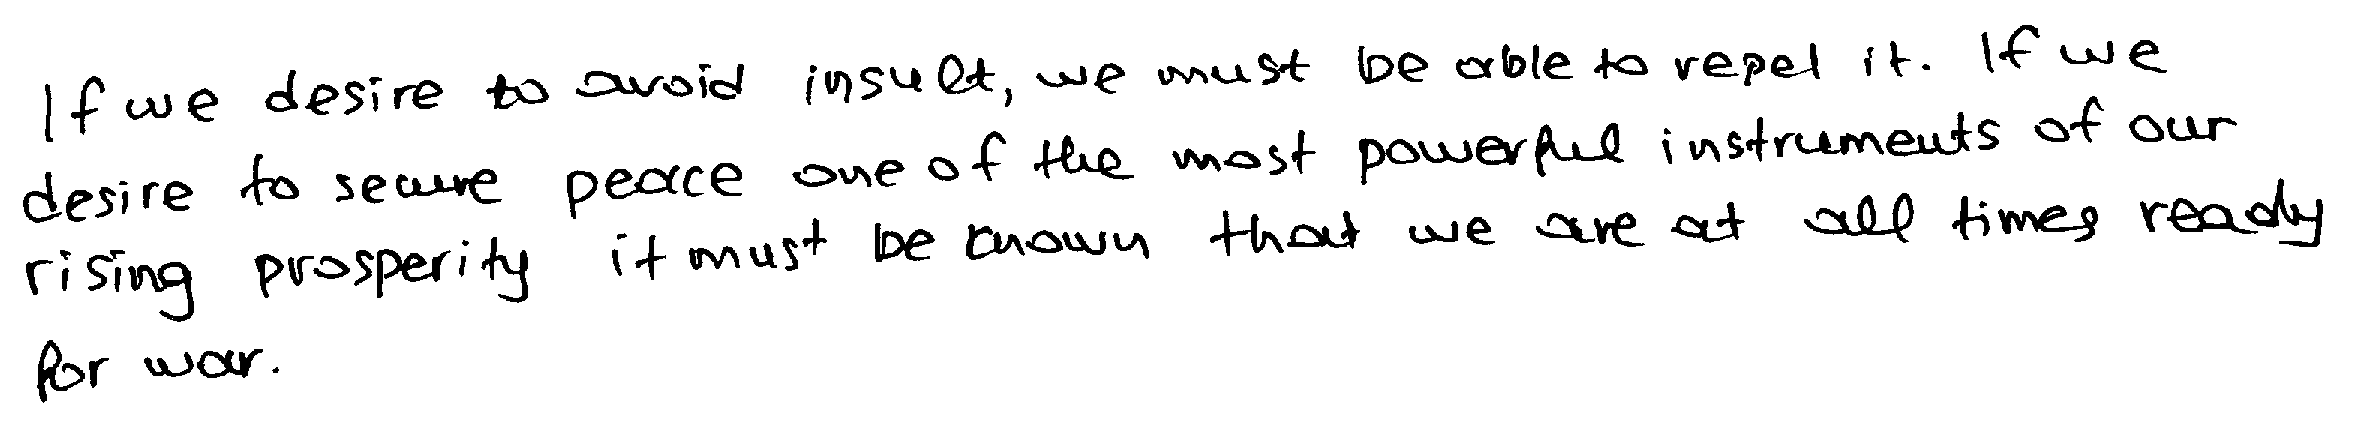 If we desire to avoid insult, we must be able to repel it. If we
desire to secure peace one of the most powerful instruments of our
rising prosperity it must be known that we are at all times ready
for war.